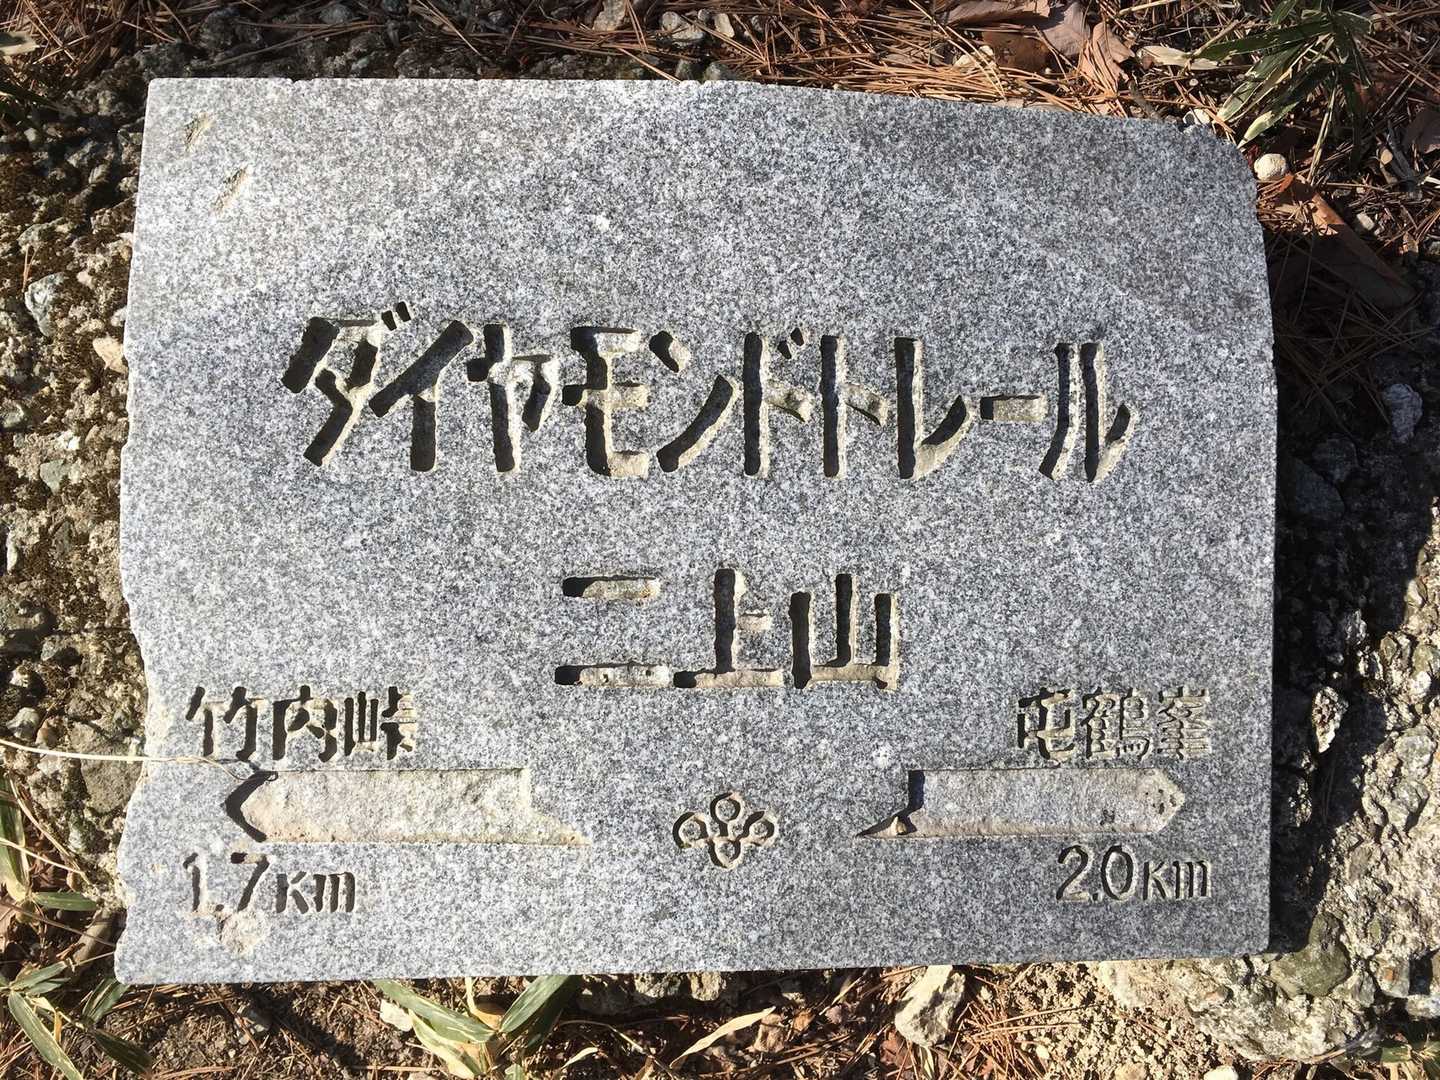 ダイヤモンドトレール
二上山
竹内峠 屯鶴峯
1.7Km 2.0Km